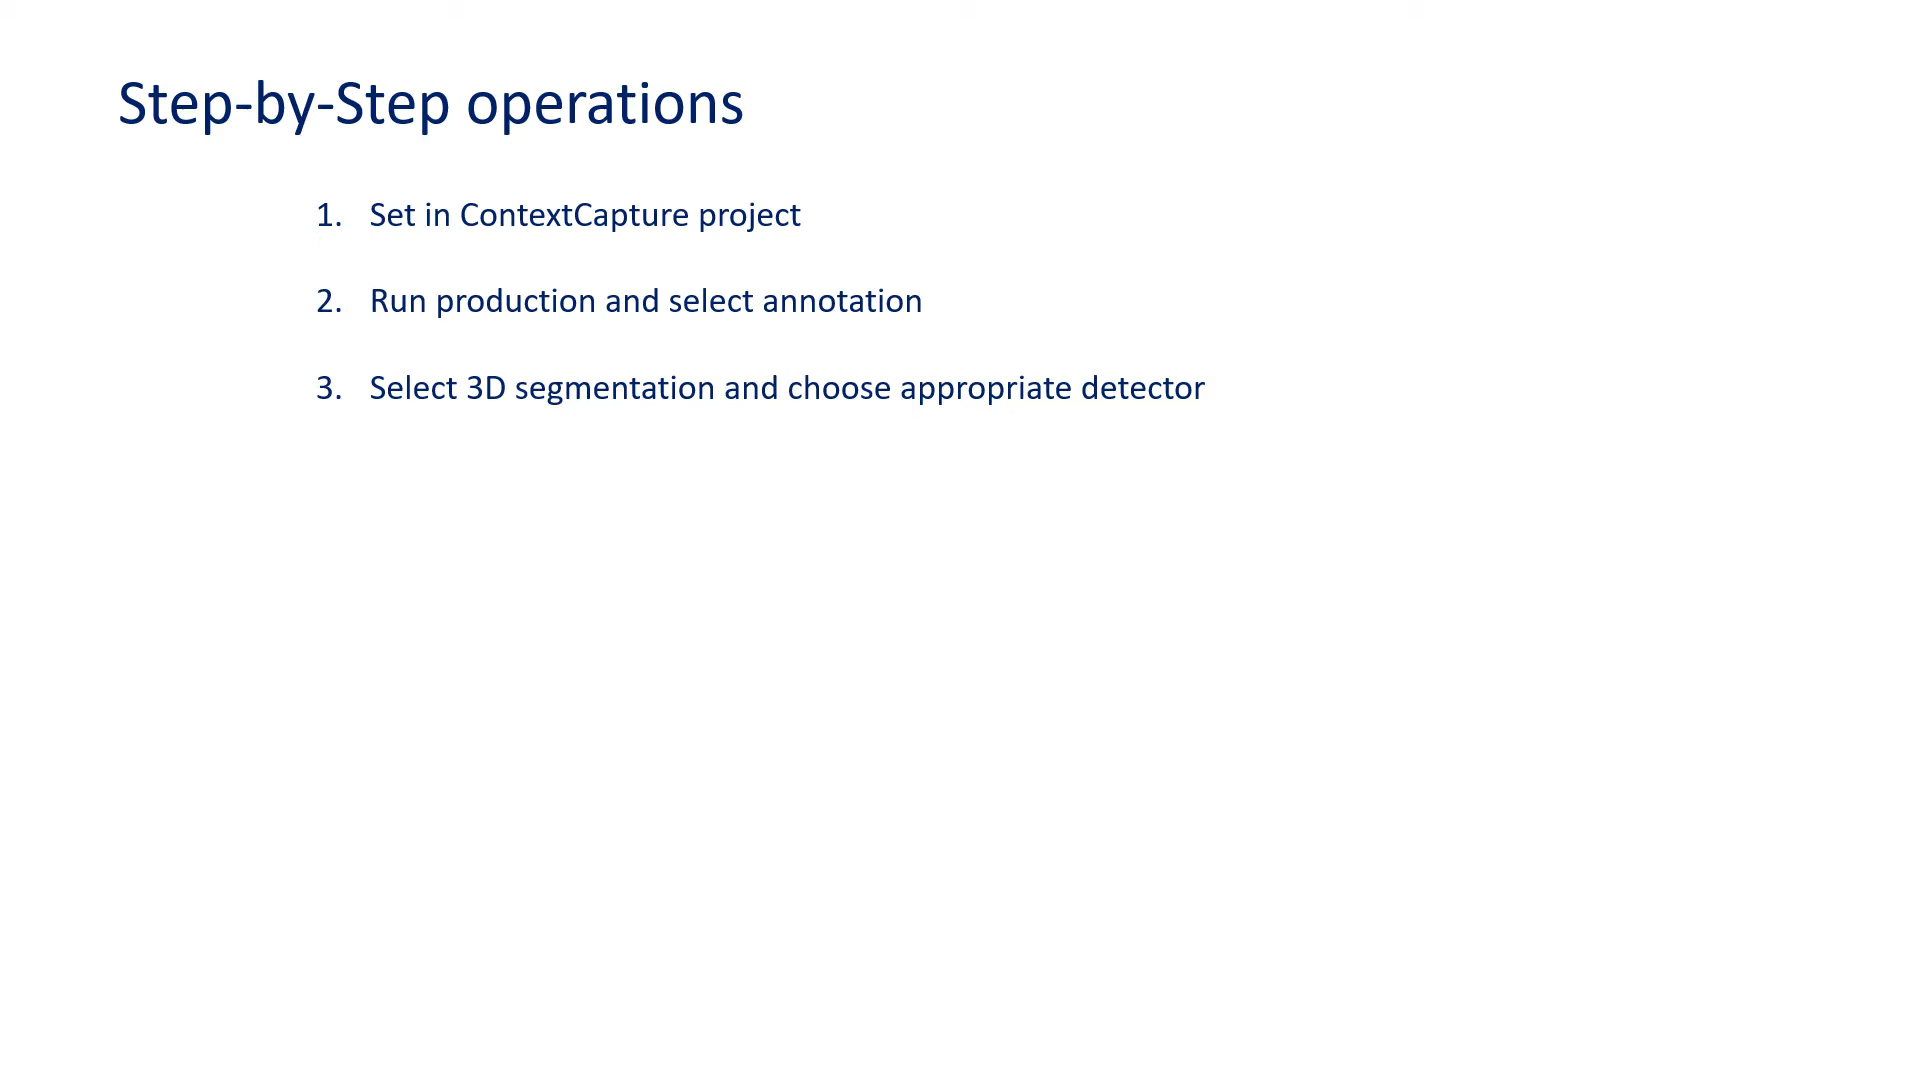 Step-by-Step operations
1. Set in ContextCapture project
2. Run production and select annotation
3. Select 3D segmentation and choose appropriate detector